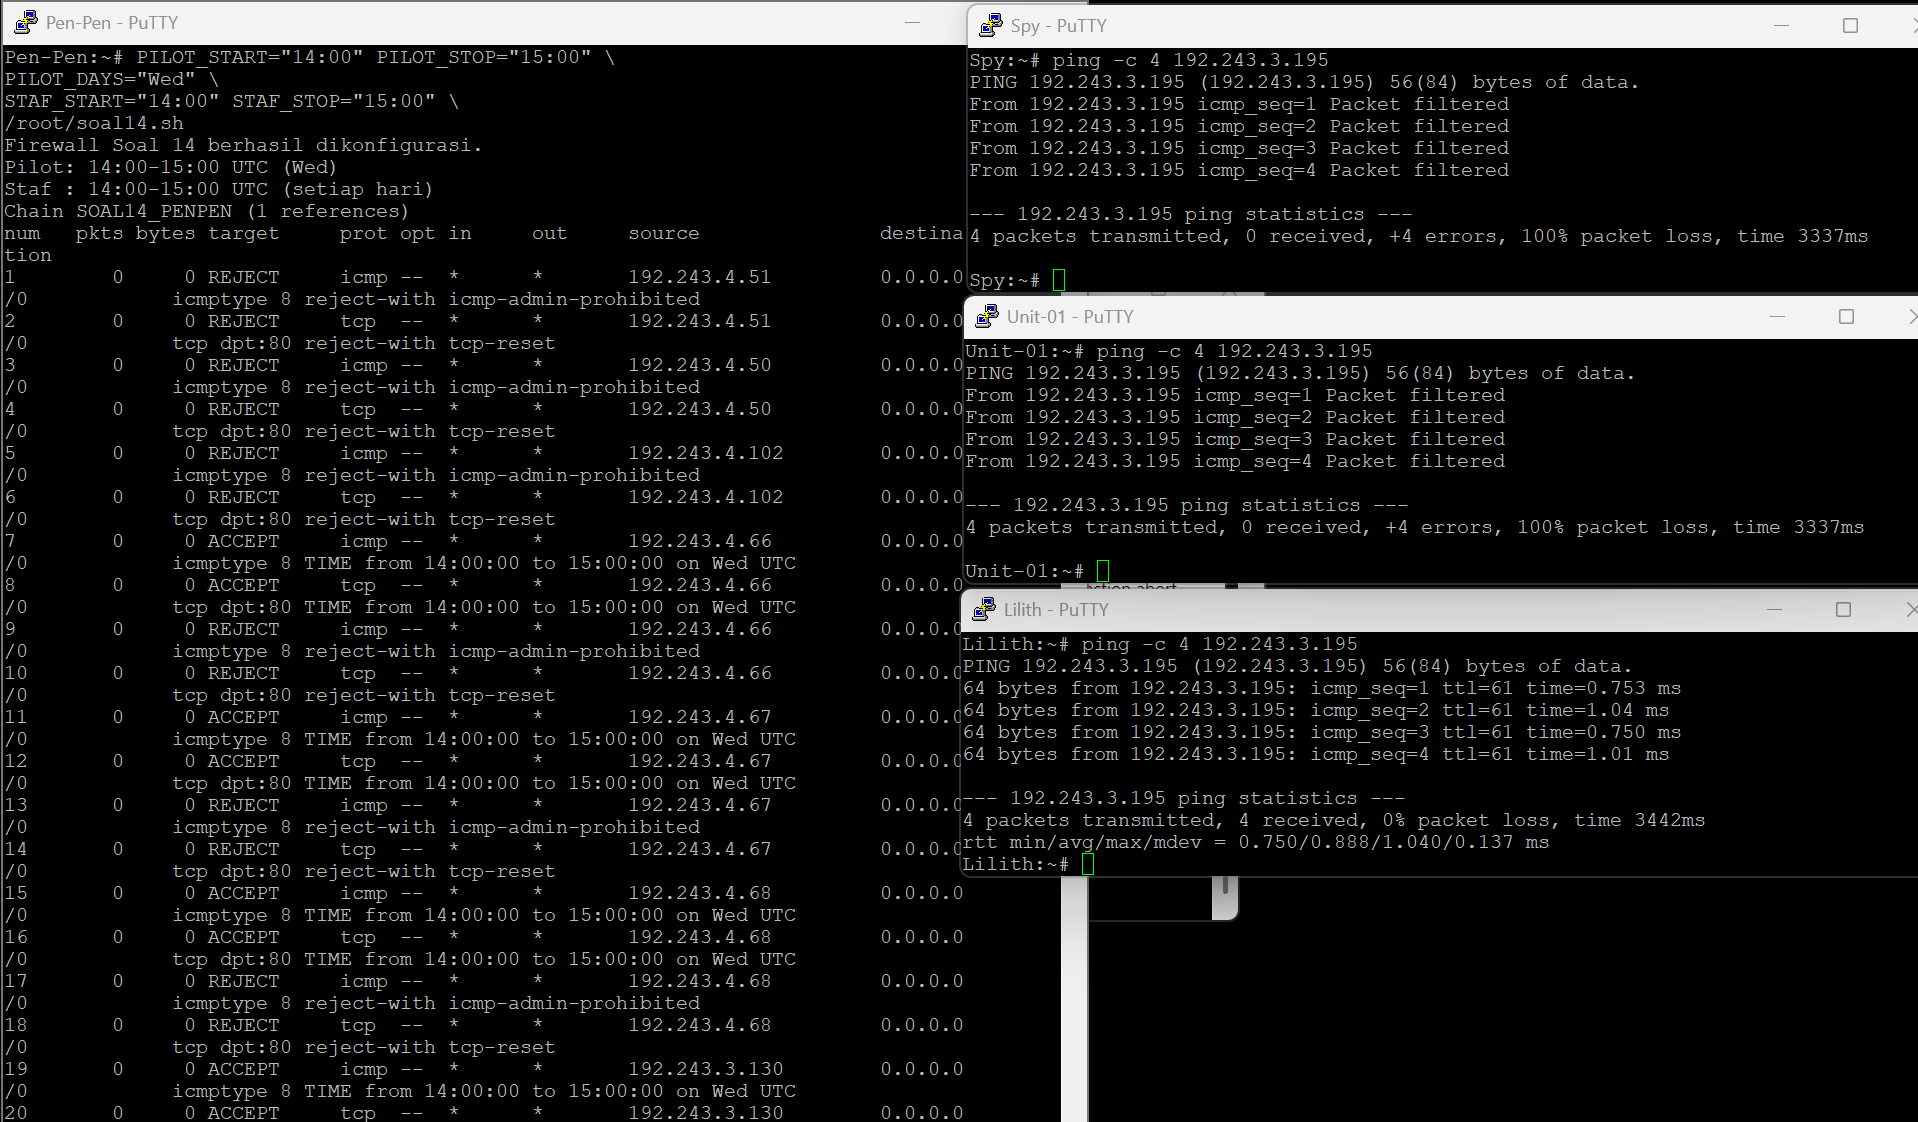 Pen-Pen - PuTTY
Pen-Pen:~# PILOT_START="14:00" PILOT_STOP="15:00" \
PILOT_DAYS="Wed" \
STAF_START="14:00" STAF_STOP="15:00" \
/root/soal14.sh
Firewall Soal 14 berhasil dikonfigurasi.
Pilot: 14:00-15:00 UTC (Wed)
Staf : 14:00-15:00 UTC (setiap hari)
Chain SOAL14_PENPEN (1 references)
num   pkts bytes target     prot opt in     out     source               destina
tion
1        0     0 REJECT     icmp --  *      *       192.243.4.51         0.0.0.0
/0            icmptype 8 reject-with icmp-admin-prohibited
2        0     0 REJECT     tcp  --  *      *       192.243.4.51         0.0.0.0
/0            tcp dpt:80 reject-with tcp-reset
3        0     0 REJECT     icmp --  *      *       192.243.4.50         0.0.0.0
/0            icmptype 8 reject-with icmp-admin-prohibited
4        0     0 REJECT     tcp  --  *      *       192.243.4.50         0.0.0.0
/0            tcp dpt:80 reject-with tcp-reset
5        0     0 REJECT     icmp --  *      *       192.243.4.102        0.0.0.0
/0            icmptype 8 reject-with icmp-admin-prohibited
6        0     0 REJECT     tcp  --  *      *       192.243.4.102        0.0.0.0
/0            tcp dpt:80 reject-with tcp-reset
7        0     0 ACCEPT     icmp --  *      *       192.243.4.66         0.0.0.0
/0            icmptype 8 TIME from 14:00:00 to 15:00:00 on Wed UTC
8        0     0 ACCEPT     tcp  --  *      *       192.243.4.66         0.0.0.0
/0            tcp dpt:80 TIME from 14:00:00 to 15:00:00 on Wed UTC
9        0     0 REJECT     icmp --  *      *       192.243.4.66         0.0.0.0
/0            icmptype 8 reject-with icmp-admin-prohibited
10       0     0 REJECT     tcp  --  *      *       192.243.4.66         0.0.0.0
/0            tcp dpt:80 reject-with tcp-reset
11       0     0 ACCEPT     icmp --  *      *       192.243.4.67         0.0.0.0
/0            icmptype 8 TIME from 14:00:00 to 15:00:00 on Wed UTC
12       0     0 ACCEPT     tcp  --  *      *       192.243.4.67         0.0.0.0
/0            tcp dpt:80 TIME from 14:00:00 to 15:00:00 on Wed UTC
13       0     0 REJECT     icmp --  *      *       192.243.4.67         0.0.0.0
/0            icmptype 8 reject-with icmp-admin-prohibited
14       0     0 REJECT     tcp  --  *      *       192.243.4.67         0.0.0.0
/0            tcp dpt:80 reject-with tcp-reset
15       0     0 ACCEPT     icmp --  *      *       192.243.4.68         0.0.0.0
/0            icmptype 8 TIME from 14:00:00 to 15:00:00 on Wed UTC
16       0     0 ACCEPT     tcp  --  *      *       192.243.4.68         0.0.0.0
/0            tcp dpt:80 TIME from 14:00:00 to 15:00:00 on Wed UTC
17       0     0 REJECT     icmp --  *      *       192.243.4.68         0.0.0.0
/0            icmptype 8 reject-with icmp-admin-prohibited
18       0     0 REJECT     tcp  --  *      *       192.243.4.68         0.0.0.0
/0            tcp dpt:80 reject-with tcp-reset
19       0     0 ACCEPT     icmp --  *      *       192.243.3.130        0.0.0.0
/0            icmptype 8 TIME from 14:00:00 to 15:00:00 on Wed UTC
20       0     0 ACCEPT     tcp  --  *      *       192.243.3.130        0.0.0.0
Spy - PuTTY
Spy:~# ping -c 4 192.243.3.195
PING 192.243.3.195 (192.243.3.195) 56(84) bytes of data.
From 192.243.3.195 icmp_seq=1 Packet filtered
From 192.243.3.195 icmp_seq=2 Packet filtered
From 192.243.3.195 icmp_seq=3 Packet filtered
From 192.243.3.195 icmp_seq=4 Packet filtered
--- 192.243.3.195 ping statistics ---
4 packets transmitted, 0 received, +4 errors, 100% packet loss, time 3337ms
Spy:~#
Unit-01 - PuTTY
Unit-01:~# ping -c 4 192.243.3.195
PING 192.243.3.195 (192.243.3.195) 56(84) bytes of data.
From 192.243.3.195 icmp_seq=1 Packet filtered
From 192.243.3.195 icmp_seq=2 Packet filtered
From 192.243.3.195 icmp_seq=3 Packet filtered
From 192.243.3.195 icmp_seq=4 Packet filtered
--- 192.243.3.195 ping statistics ---
4 packets transmitted, 0 received, +4 errors, 100% packet loss, time 3337ms
Unit-01:~#
Lilith - PuTTY
Lilith:~# ping -c 4 192.243.3.195
PING 192.243.3.195 (192.243.3.195) 56(84) bytes of data.
64 bytes from 192.243.3.195: icmp_seq=1 ttl=61 time=0.753 ms
64 bytes from 192.243.3.195: icmp_seq=2 ttl=61 time=1.04 ms
64 bytes from 192.243.3.195: icmp_seq=3 ttl=61 time=0.750 ms
64 bytes from 192.243.3.195: icmp_seq=4 ttl=61 time=1.01 ms
--- 192.243.3.195 ping statistics ---
4 packets transmitted, 4 received, 0% packet loss, time 3442ms
rtt min/avg/max/mdev = 0.750/0.888/1.040/0.137 ms
Lilith:~#